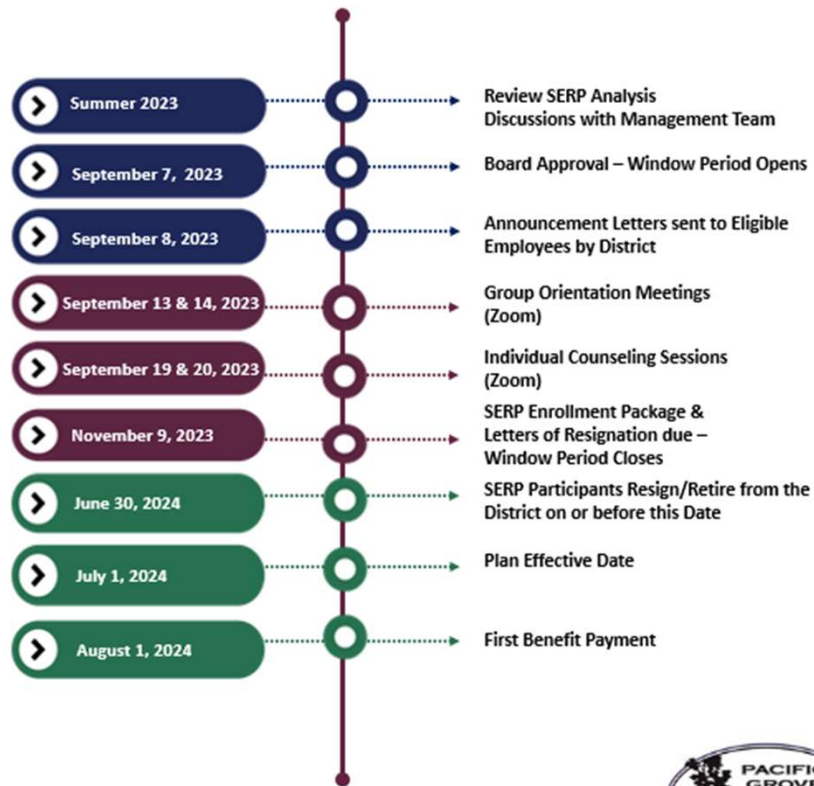 Summer 2023
Review SERP Analysis
Discussions with Management Team
September 7, 2023
Board Approval – Window Period Opens
September 8, 2023
Announcement Letters sent to Eligible
Employees by District
September 13 & 14, 2023
Group Orientation Meetings
(Zoom)
September 19 & 20, 2023
Individual Counseling Sessions
(Zoom)
November 9, 2023
SERP Enrollment Package &
Letters of Resignation due –
Window Period Closes
June 30, 2024
SERP Participants Resign/Retire from the
District on or before this Date
July 1, 2024
Plan Effective Date
August 1, 2024
First Benefit Payment